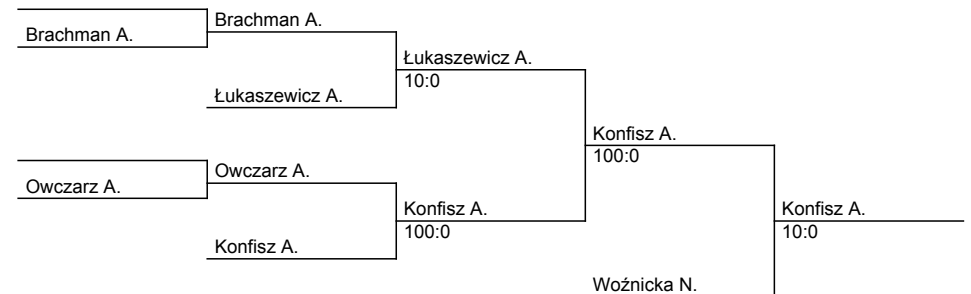 Brachman A.
Brachman A.
Łukaszewicz A.
10:0
Łukaszewicz A.
Konfisz A.
100:0
Owczarz A.
Owczarz A.
Konfisz A.
100:0
Konfisz A.
10:0
Konfisz A.
Woźnicka N.